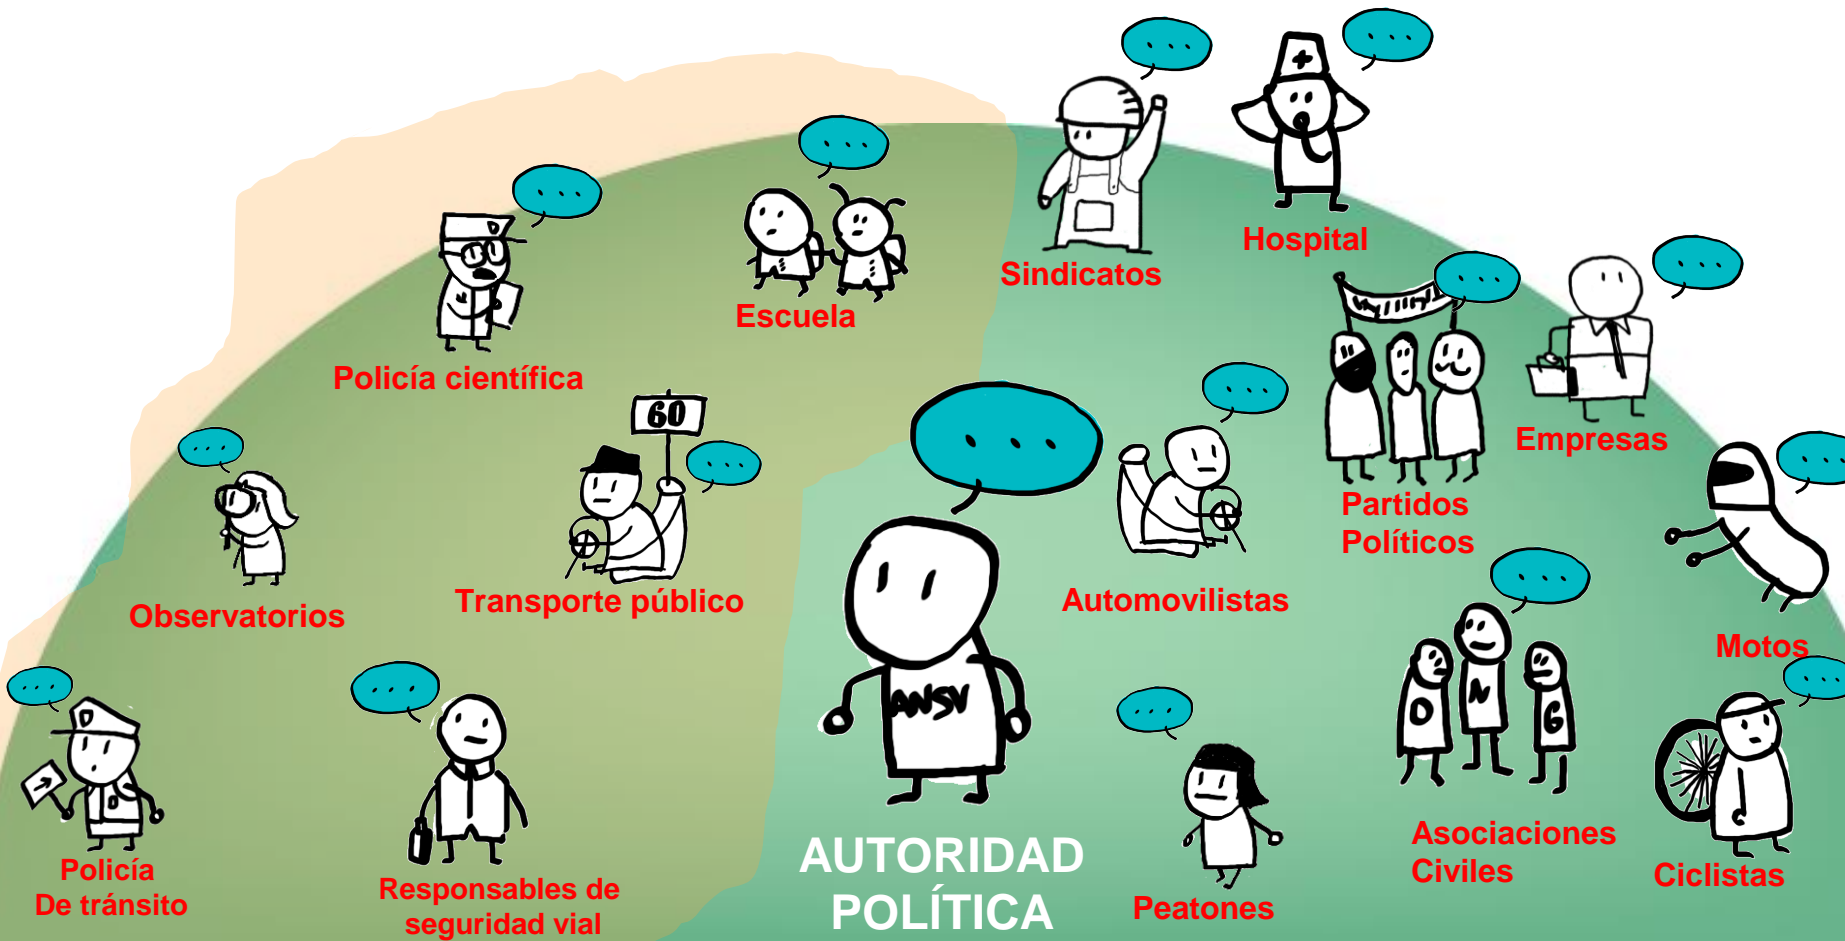 Hospital
Sindicatos
Escuela
Policía científica
60
Empresas
Partidos
Políticos
Automovilistas
Transporte público
Observatorios
Motos
ANSV
O N G
D
D
D
AUTORIDAD
POLÍTICA
Asociaciones
Civiles
Ciclistas
Peatones
Policía
De tránsito
Responsables de
seguridad vial